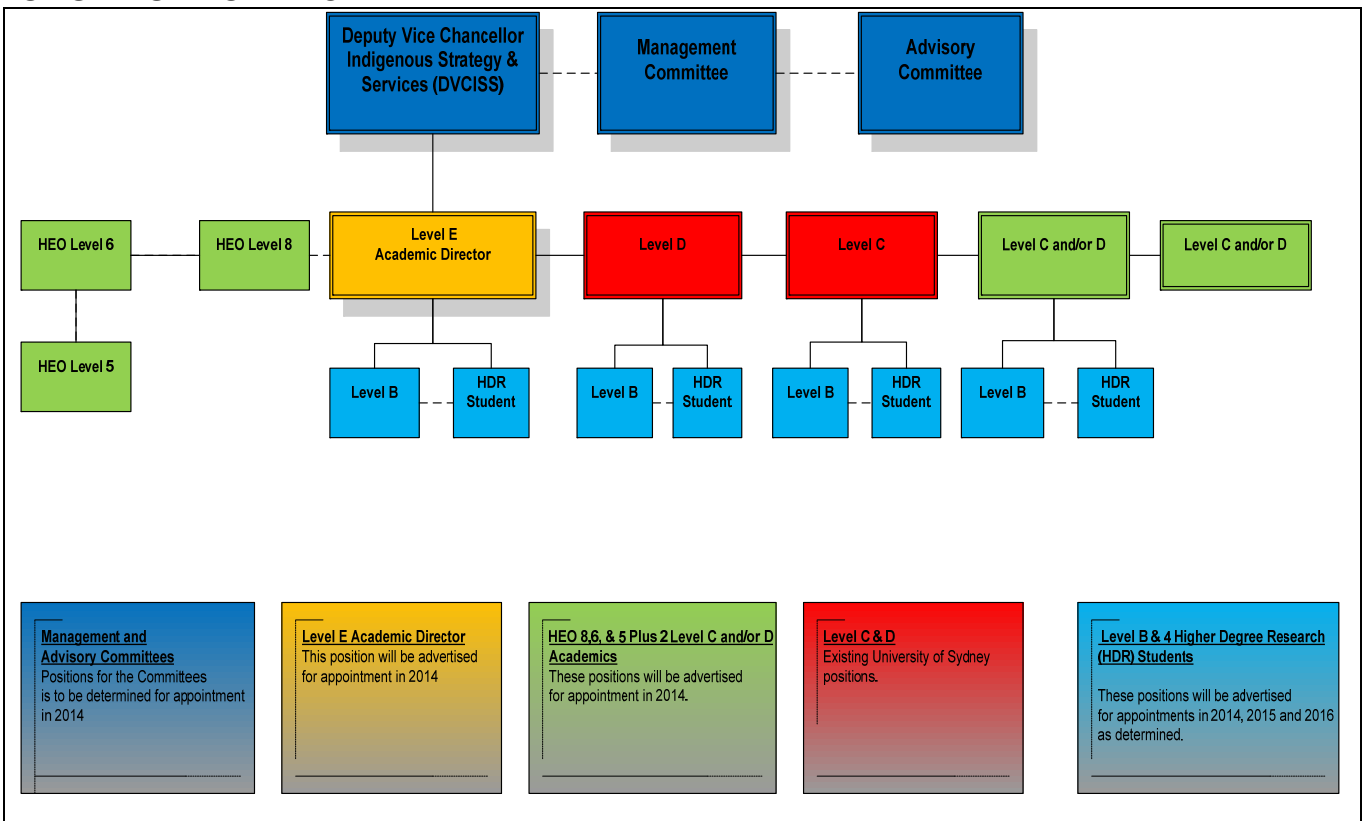 Deputy Vice Chancellor
Indigenous Strategy &
Services (DVCISS)
Management
Committee
Advisory
Committee
HEO Level 6
HEO Level 8
Level E
Academic Director
Level D
Level C
Level C and/or D
Level C and/or D
HEO Level 5
Level B
HDR
Student
Level B
HDR
Student
Level B
HDR
Student
Level B
HDR
Student
Management and
Advisory Committees
Positions for the Committees
is to be determined for appointment
in 2014
Level E Academic Director
This position will be advertised
for appointment in 2014
HEO 8,6, & 5 Plus 2 Level C and/or D
Academics
These positions will be advertised
for appointment in 2014.
Level C & D
Existing University of Sydney
positions.
Level B & 4 Higher Degree Research
(HDR) Students
These positions will be advertised
for appointments in 2014, 2015 and 2016
as determined.